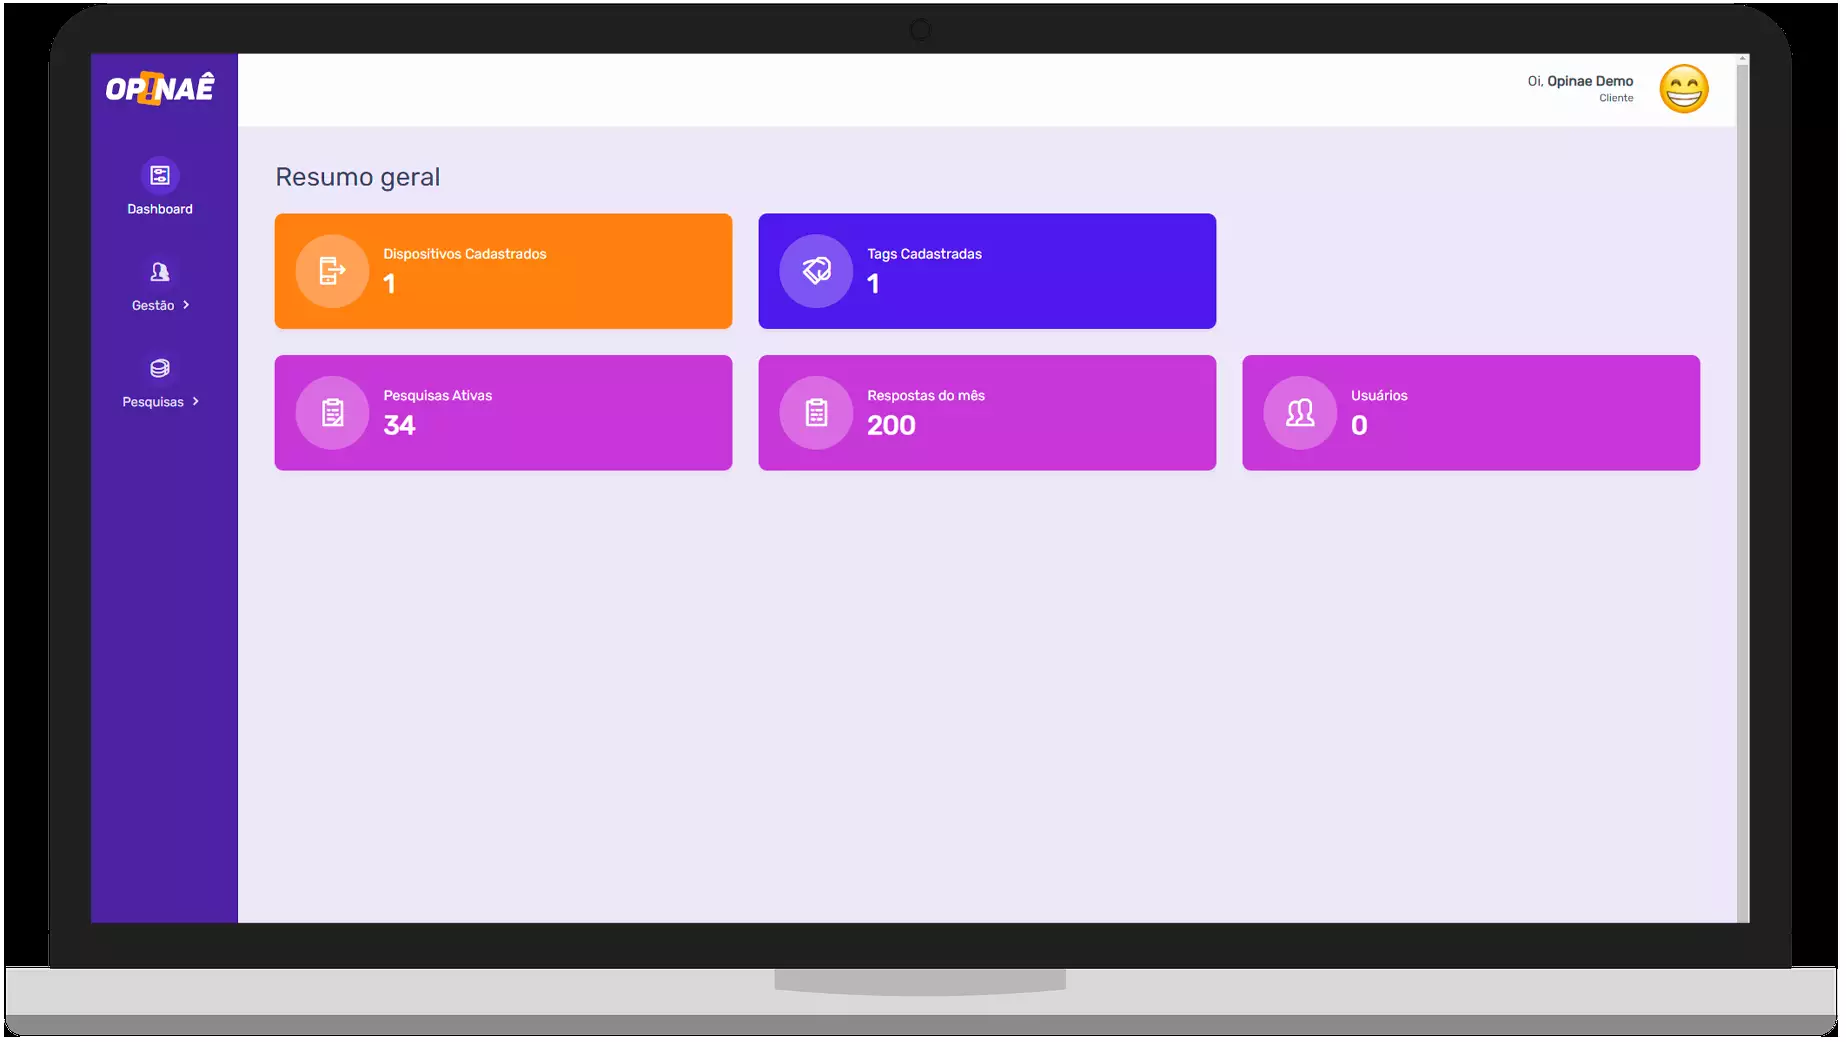 OP!NAÊ
Oi, Opinae Demo
Cliente
Dashboard
Gestão
Pesquisas
Resumo geral
Dispositivos Cadastrados
1
Tags Cadastradas
1
Pesquisas Ativas
34
Respostas do mês
200
Usuários
0